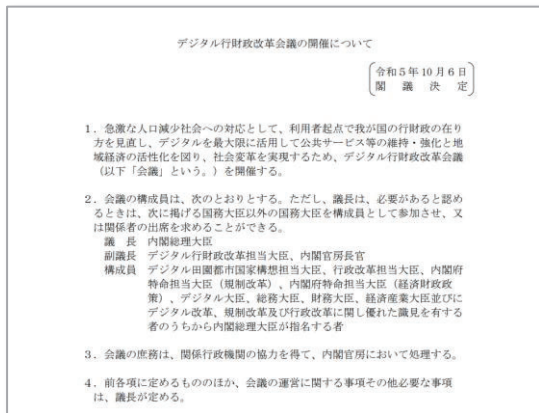 デジタル行財政改革会議の開催について
令和5年10月6日
閣議決定
1．急激な人口減少社会への対応として、利用者起点で我が国の行財政の在り
方を見直し、デジタルを最大限に活用して公共サービス等の維持・強化と地
域経済の活性化を図り、社会変革を実現するため、デジタル行財政改革会議
（以下「会議」という。）を開催する。
2．会議の構成員は、次のとおりとする。ただし、議長は、必要があると認め
るときは、次に掲げる国務大臣以外の国務大臣を構成員として参加させ、又
は関係者の出席を求めることができる。
議　長　内閣総理大臣
副議長　デジタル行財政改革担当大臣、内閣官房長官
構成員　デジタル田園都市国家構想担当大臣、行政改革担当大臣、内閣府
特命担当大臣（規制改革）、内閣府特命担当大臣（経済財政政
策）、デジタル大臣、総務大臣、財務大臣、経済産業大臣並びに
デジタル改革、規制改革及び行政改革に関し優れた識見を有する
者のうちから内閣総理大臣が指名する者
3．会議の庶務は、関係行政機関の協力を得て、内閣官房において処理する。
4．前各項に定めるもののほか、会議の運営に関する事項その他必要な事項
は、議長が定める。